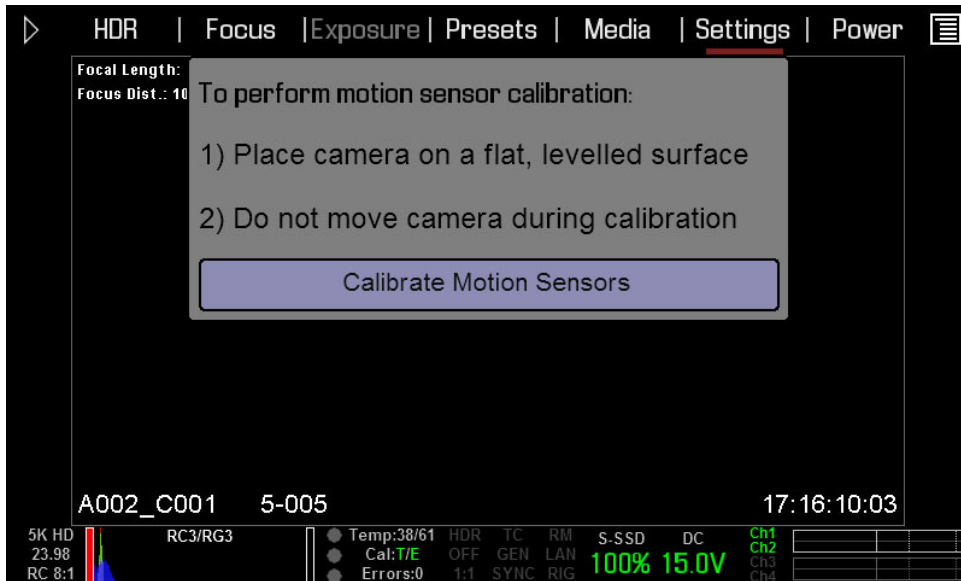 HDR | Focus | Exposure | Presets | Media | Settings | Power
Focal Length:
Focus Dist.: 10
To perform motion sensor calibration:
1) Place camera on a flat, levelled surface
2) Do not move camera during calibration
Calibrate Motion Sensors
A002_C001 5-005 17:16:10:03
5K HD RC3/RG3 Temp:38/61 HDR TC RM S-SSD DC Ch1
Ch2
23.98 Cal:T/E OFF GEN LAN 100% 15.0V Ch3
RC 8:1 Errors:0 1:1 SYNC RIG Ch4